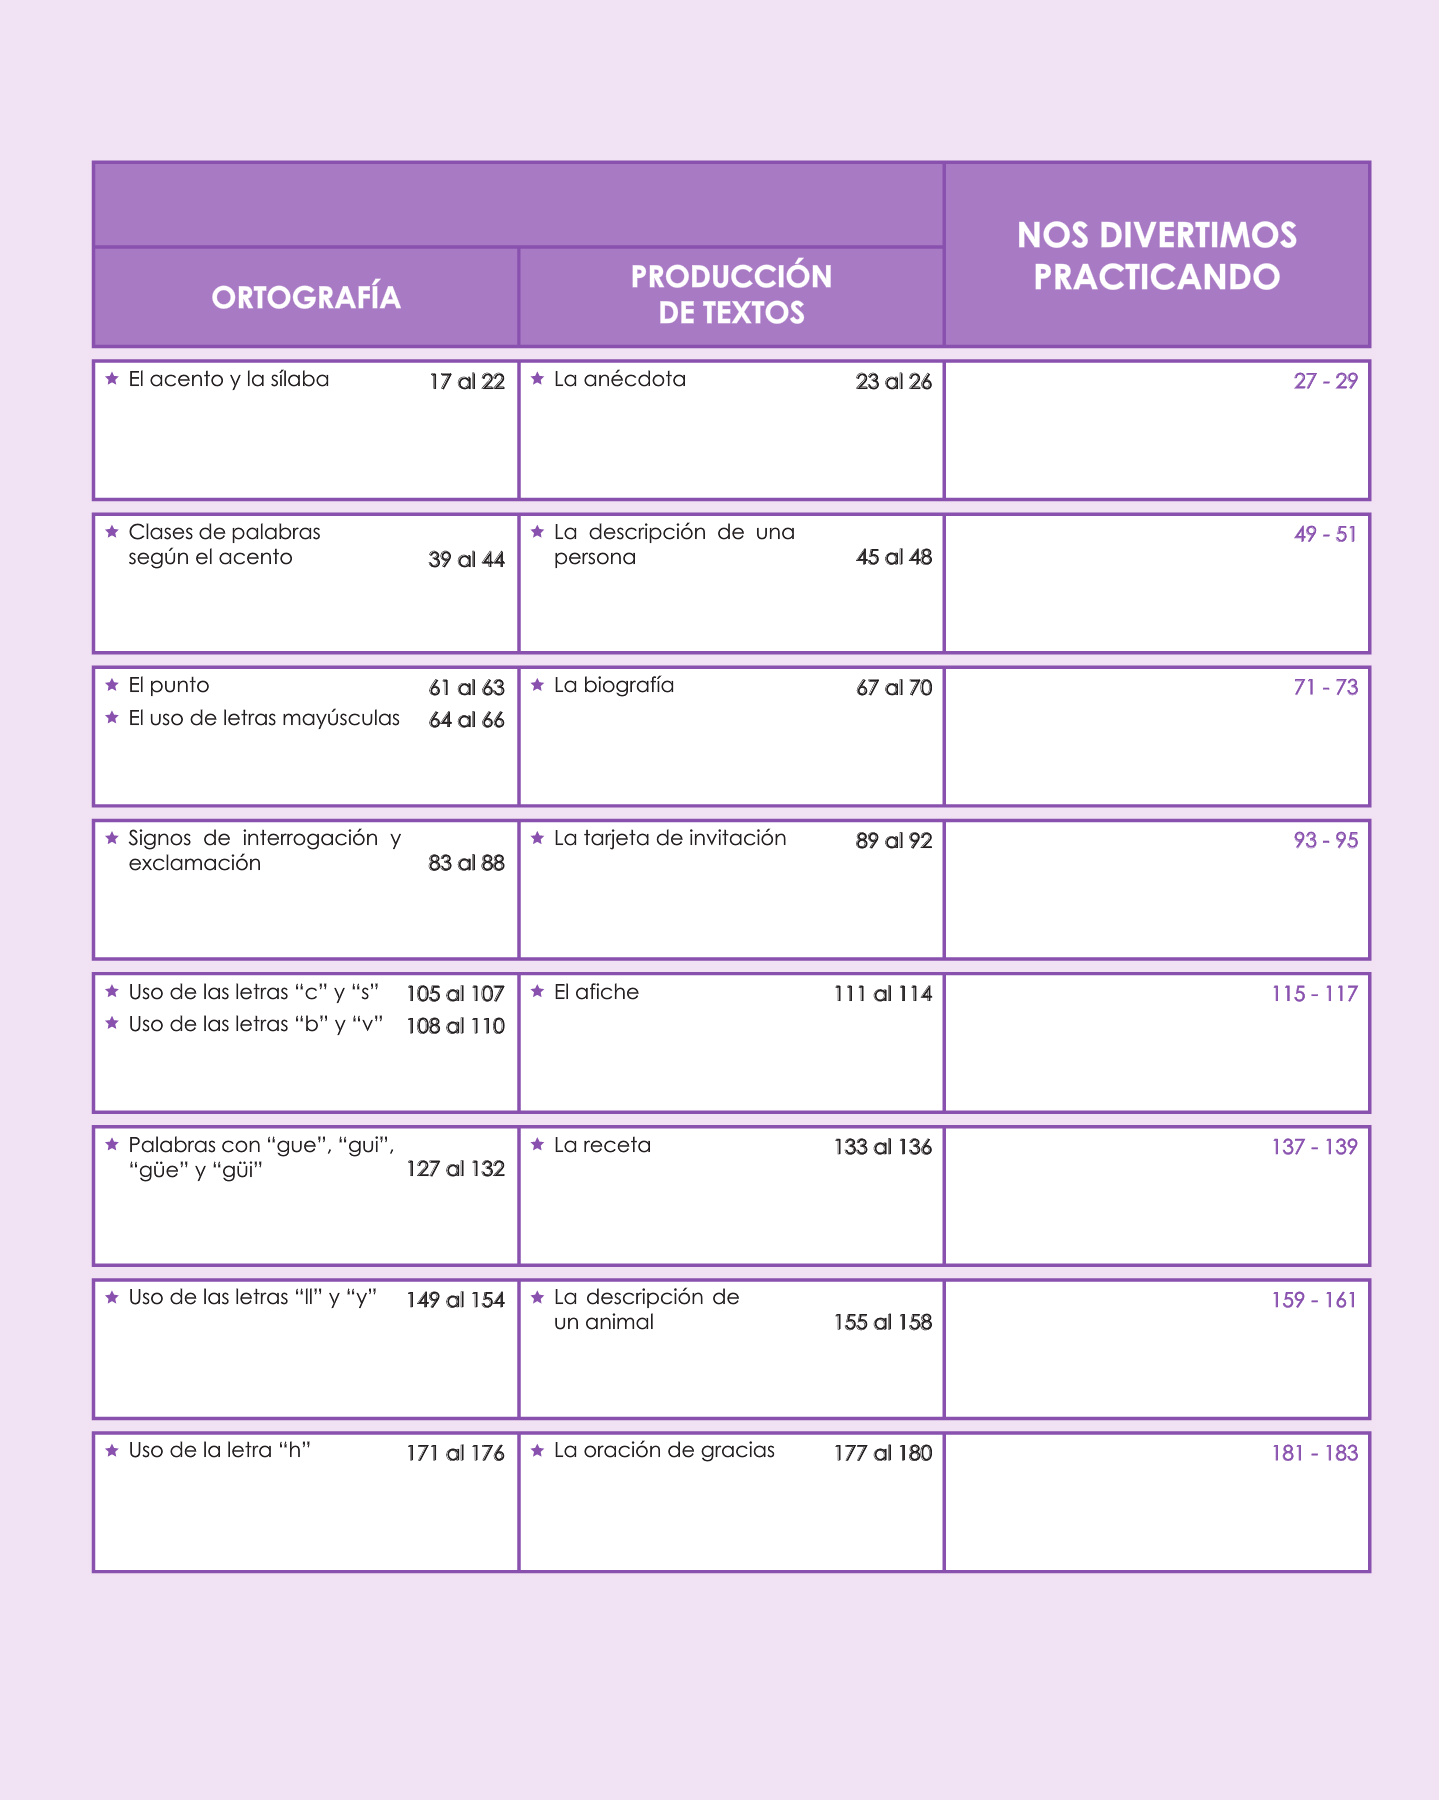 ORTOGRAFÍA
PRODUCCIÓN
DE TEXTOS
NOS DIVERTIMOS
PRACTICANDO
El acento y la sílaba 17 al 22
La anécdota 23 al 26
27 - 29
Clases de palabras
según el acento 39 al 44
La descripción de una
persona 45 al 48
49 - 51
El punto 61 al 63
El uso de letras mayúsculas 64 al 66
La biografía 67 al 70
71 - 73
Signos de interrogación y
exclamación 83 al 88
La tarjeta de invitación 89 al 92
93 - 95
Uso de las letras “c” y “s” 105 al 107
Uso de las letras “b” y “v” 108 al 110
El afiche 111 al 114
115 - 117
Palabras con “gue”, “gui”,
“güe” y “güi” 127 al 132
La receta 133 al 136
137 - 139
Uso de las letras “ll” y “y” 149 al 154
La descripción de
un animal 155 al 158
159 - 161
Uso de la letra “h” 171 al 176
La oración de gracias 177 al 180
181 - 183